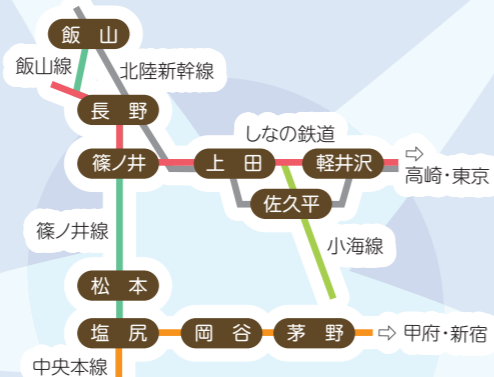 飯山
飯山線
北陸新幹線
長野
しなの鉄道
篠ノ井
上田
軽井沢
⇨
高崎・東京
佐久平
篠ノ井線
小海線
松本
塩尻
岡谷
茅野
⇨ 甲府・新宿
中央本線